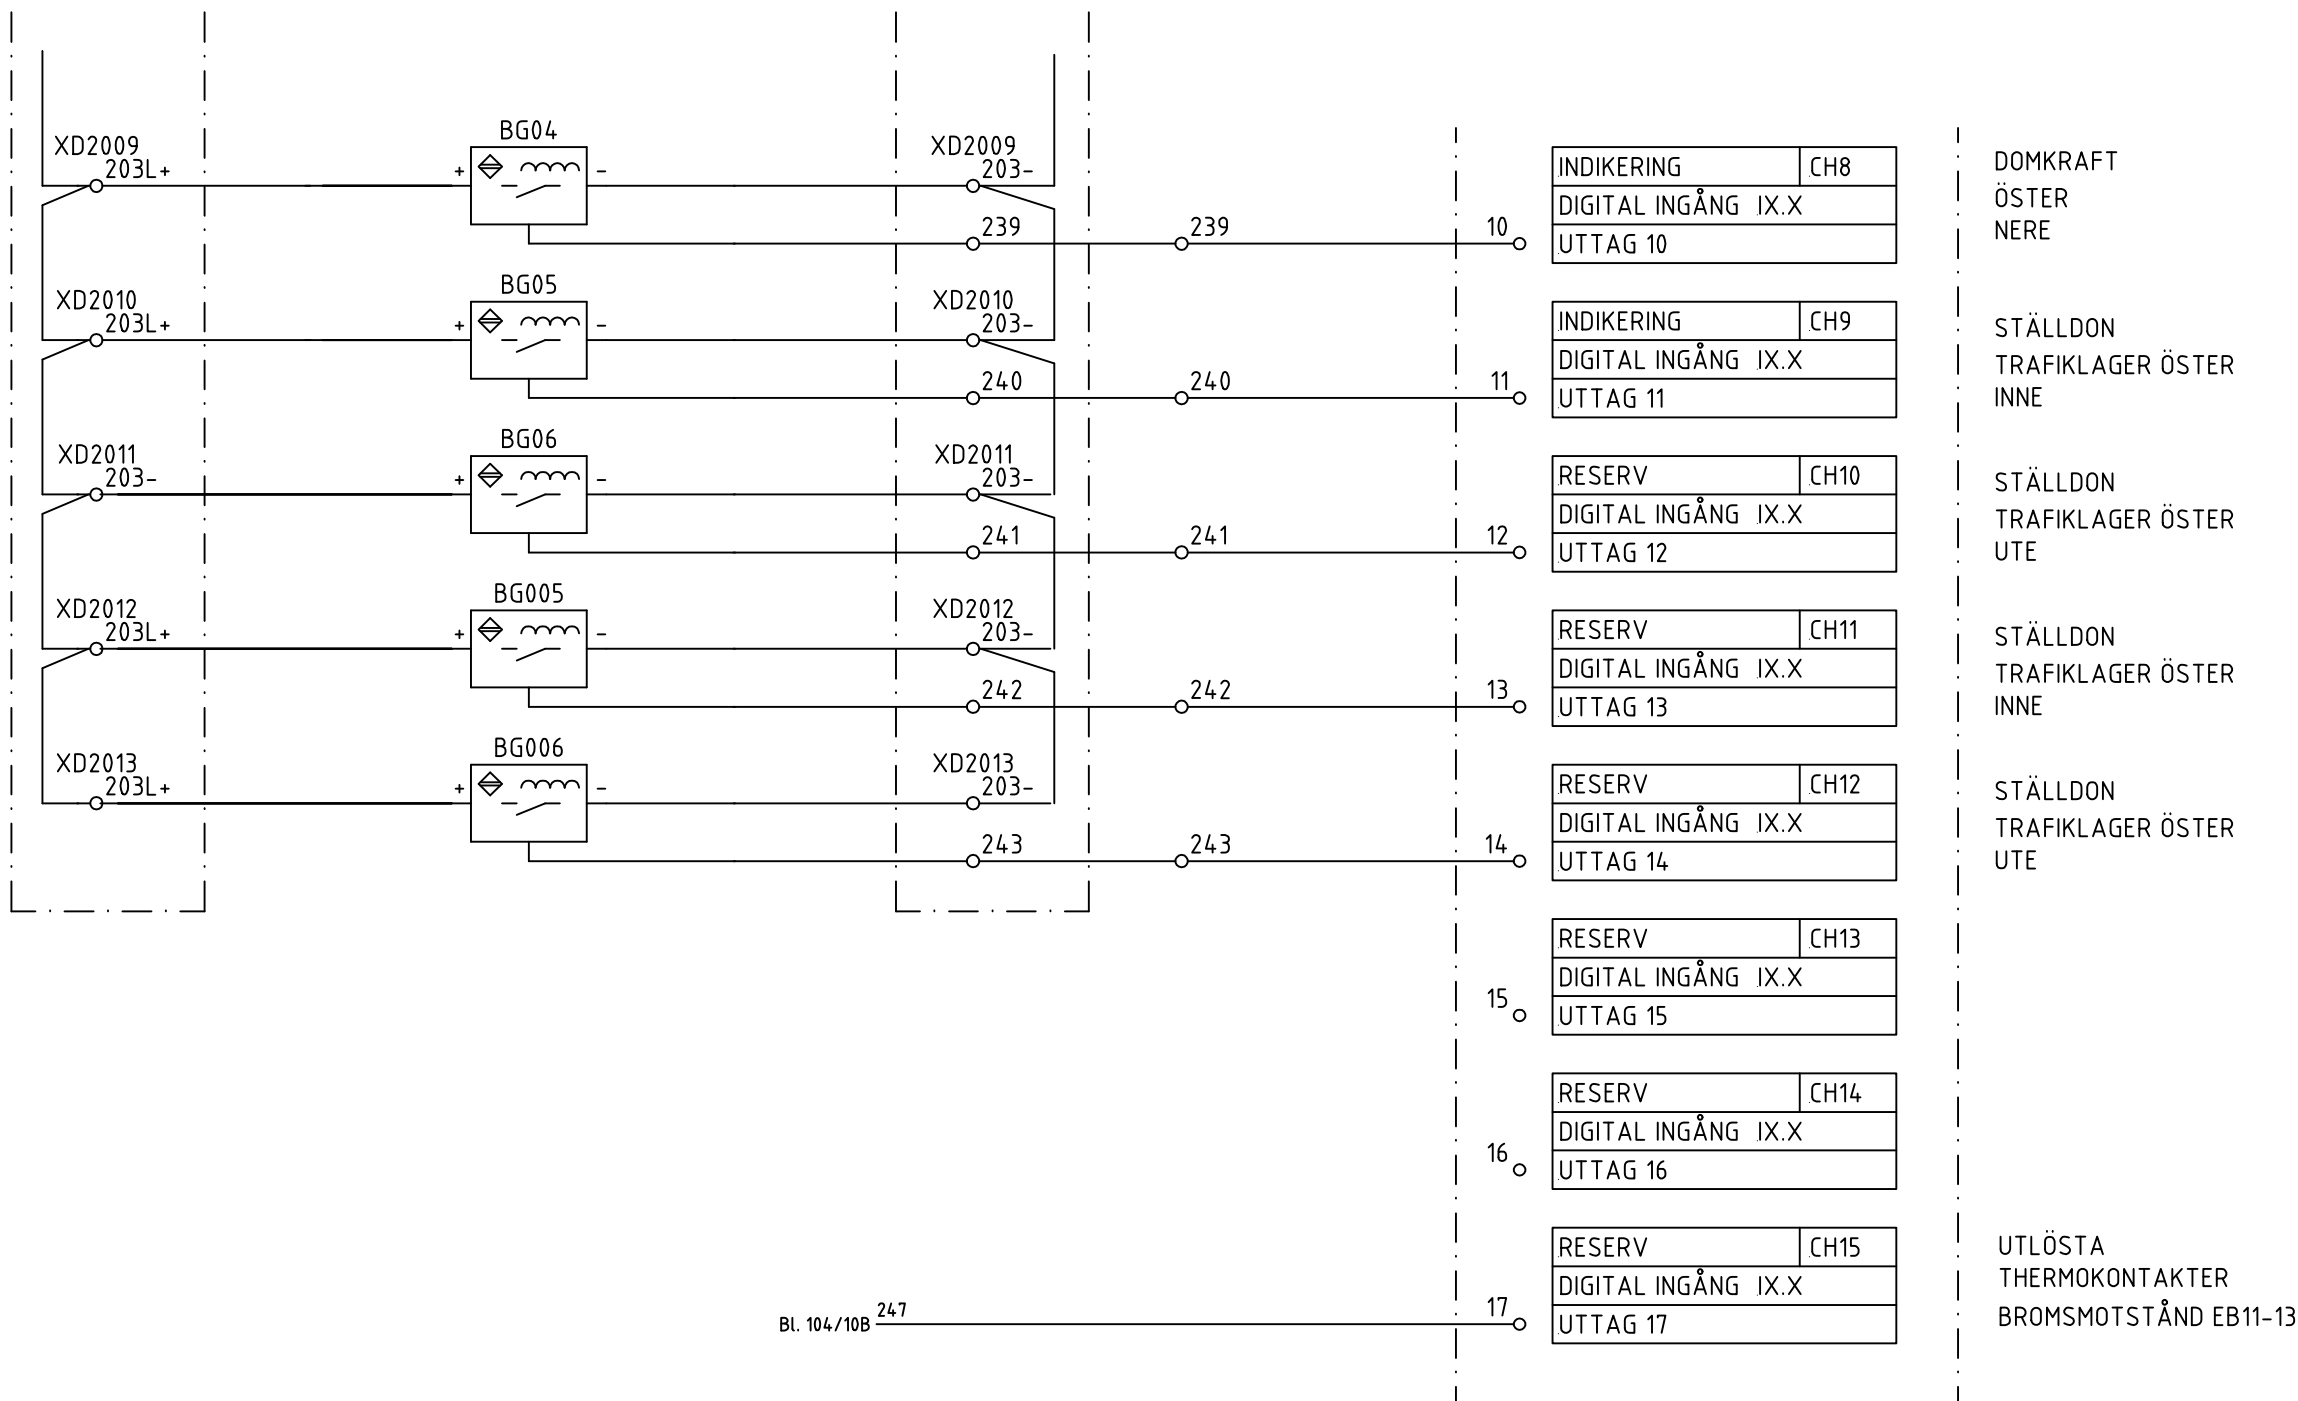 BG04
XD2009
203L+
+
-
XD2009
203-
INDIKERING CH8
DIGITAL INGÅNG IX.X
UTTAG 10
DOMKRAFT
ÖSTER
NERE
239
239
10
BG05
XD2010
203L+
+
-
XD2010
203-
INDIKERING CH9
DIGITAL INGÅNG IX.X
UTTAG 11
STÄLLDON
TRAFIKLAGER ÖSTER
INNE
240
240
11
BG06
XD2011
203-
+
-
XD2011
203-
RESERV CH10
DIGITAL INGÅNG IX.X
UTTAG 12
STÄLLDON
TRAFIKLAGER ÖSTER
UTE
241
241
12
BG005
XD2012
203L+
+
-
XD2012
203-
RESERV CH11
DIGITAL INGÅNG IX.X
UTTAG 13
STÄLLDON
TRAFIKLAGER ÖSTER
INNE
242
242
13
BG006
XD2013
203L+
+
-
XD2013
203-
RESERV CH12
DIGITAL INGÅNG IX.X
UTTAG 14
STÄLLDON
TRAFIKLAGER ÖSTER
UTE
243
243
14
RESERV CH13
DIGITAL INGÅNG IX.X
UTTAG 15
15
RESERV CH14
DIGITAL INGÅNG IX.X
UTTAG 16
16
RESERV CH15
DIGITAL INGÅNG IX.X
UTTAG 17
UTLÖSTA
THERMOKONTAKTER
BROMSMOTSTÅND EB11-13
Bl. 104/10B
247
17